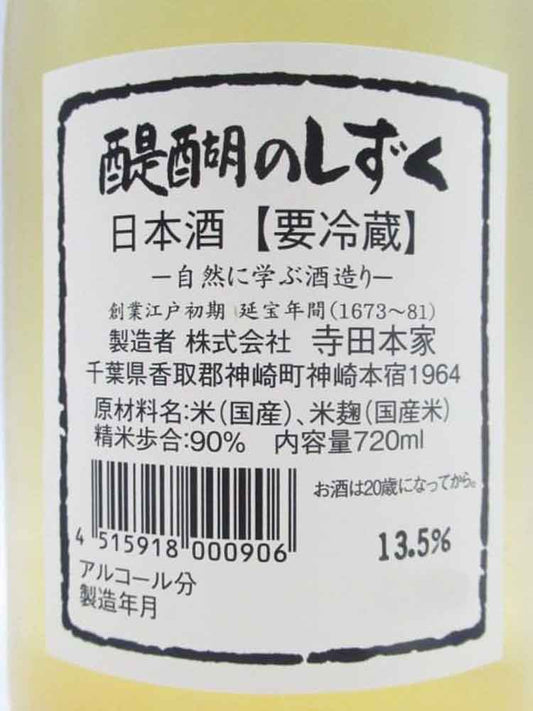 醍醐のしずく
日本酒【要冷蔵】
－自然に学ぶ酒造り－
創業江戸初期 延宝年間(1673～81)
製造者 株式会社 寺田本家
千葉県香取郡神崎町神崎本宿1964
原材料名:米(国産)、米麹(国産米)
精米歩合:90% 内容量720ml
お酒は20歳になってから。
4 515918 000906
13.5%
アルコール分
製造年月